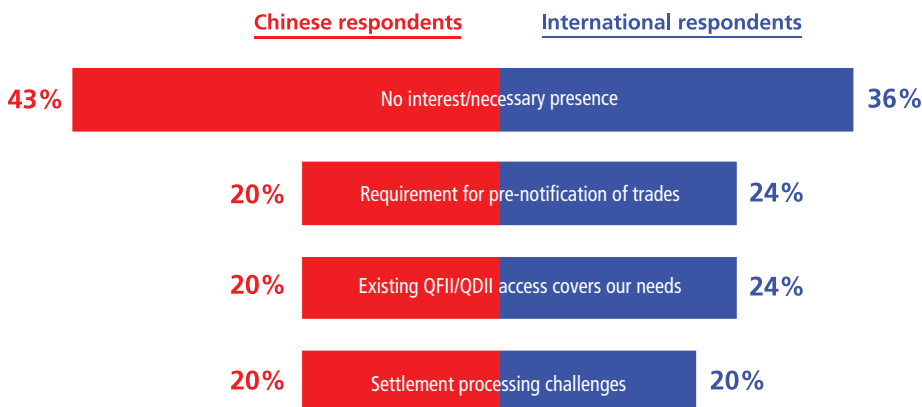 Chinese respondents International respondents
43% No interest/necessary presence 36%
20% Requirement for pre-notification of trades 24%
20% Existing QFII/QDII access covers our needs 24%
20% Settlement processing challenges 20%